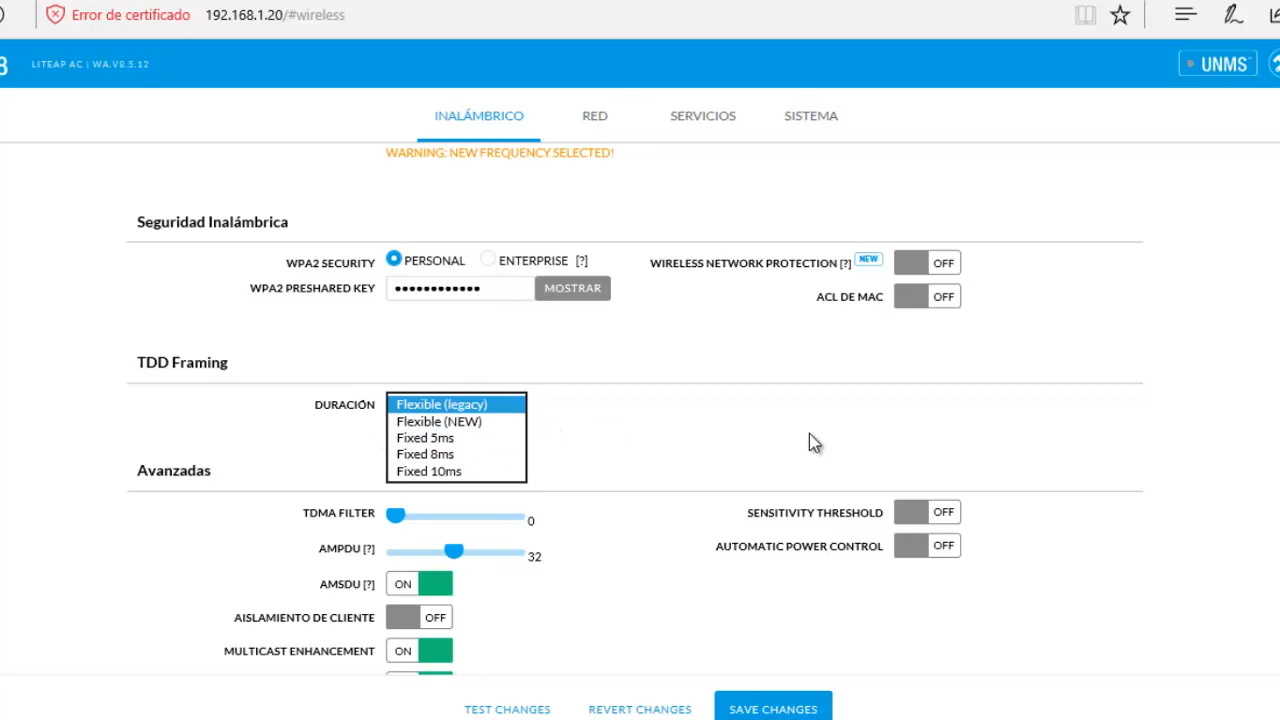 Error de certificado 192.168.1.20/#wireless
8 LITEAP AC | WA.V8.5.12 UNMS
INALÁMBRICO RED SERVICIOS SISTEMA
WARNING: NEW FREQUENCY SELECTED!
Seguridad Inalámbrica
WPA2 SECURITY PERSONAL ENTERPRISE [?] WIRELESS NETWORK PROTECTION [?] NEW OFF
WPA2 PRESHARED KEY •••••••••••• MOSTRAR ACL DE MAC OFF
TDD Framing
DURACIÓN Flexible (legacy)
Flexible (NEW)
Fixed 5ms
Fixed 8ms
Fixed 10ms
Avanzadas
TDMA FILTER 0 SENSITIVITY THRESHOLD OFF
AMPDU [?] 32 AUTOMATIC POWER CONTROL OFF
AMSDU [?] ON
AISLAMIENTO DE CLIENTE OFF
MULTICAST ENHANCEMENT ON
TEST CHANGES REVERT CHANGES SAVE CHANGES